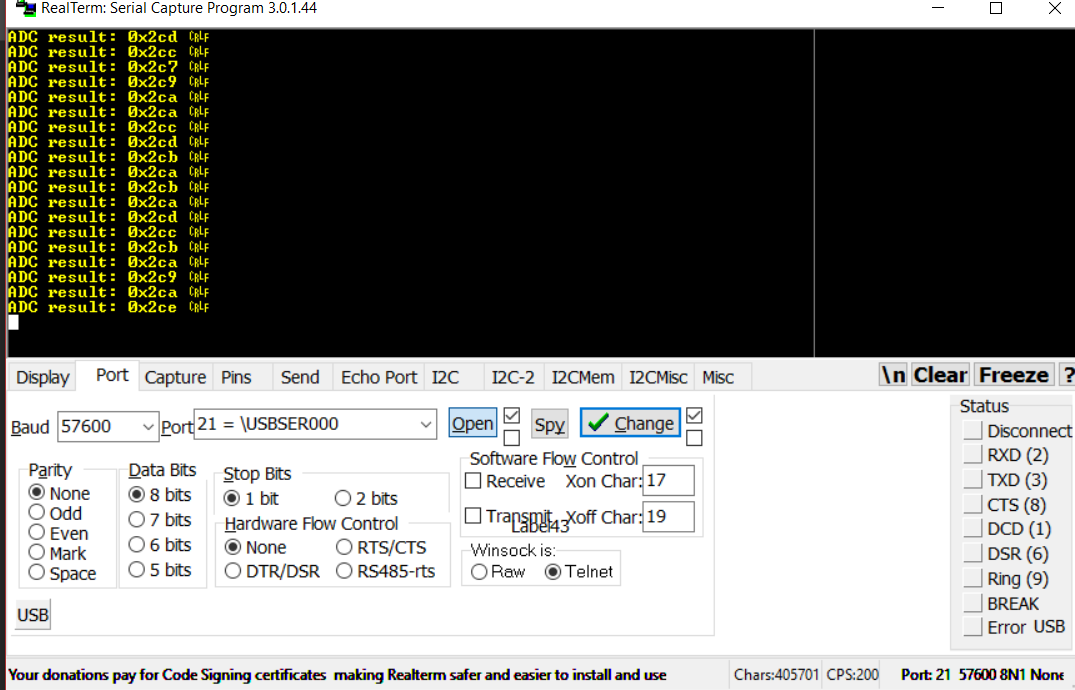 RealTerm: Serial Capture Program 3.0.1.44
ADC result: 0x2cd CRLF
ADC result: 0x2cc CRLF
ADC result: 0x2c7 CRLF
ADC result: 0x2c9 CRLF
ADC result: 0x2ca CRLF
ADC result: 0x2ca CRLF
ADC result: 0x2cc CRLF
ADC result: 0x2cd CRLF
ADC result: 0x2cb CRLF
ADC result: 0x2ca CRLF
ADC result: 0x2cb CRLF
ADC result: 0x2ca CRLF
ADC result: 0x2cd CRLF
ADC result: 0x2cc CRLF
ADC result: 0x2cb CRLF
ADC result: 0x2ca CRLF
ADC result: 0x2c9 CRLF
ADC result: 0x2ca CRLF
ADC result: 0x2ce CRLF
Display Port Capture Pins Send Echo Port I2C I2C-2 I2CMem I2CMisc Misc \n Clear Freeze ?
Baud 57600 Port 21 = \USBSER000 Open Spy Change
Parity
None
Odd
Even
Mark
Space
Data Bits
8 bits
7 bits
6 bits
5 bits
Stop Bits
1 bit 2 bits
Hardware Flow Control
None RTS/CTS
DTR/DSR RS485-rts
Software Flow Control
Receive Xon Char: 17
Transmit Xoff Char: 19
Label43
Winsock is:
Raw Telnet
Status
Disconnect
RXD (2)
TXD (3)
CTS (8)
DCD (1)
DSR (6)
Ring (9)
BREAK
Error USB
USB
Your donations pay for Code Signing certificates making Realterm safer and easier to install and use Chars:405701 CPS:200 Port: 21 57600 8N1 None